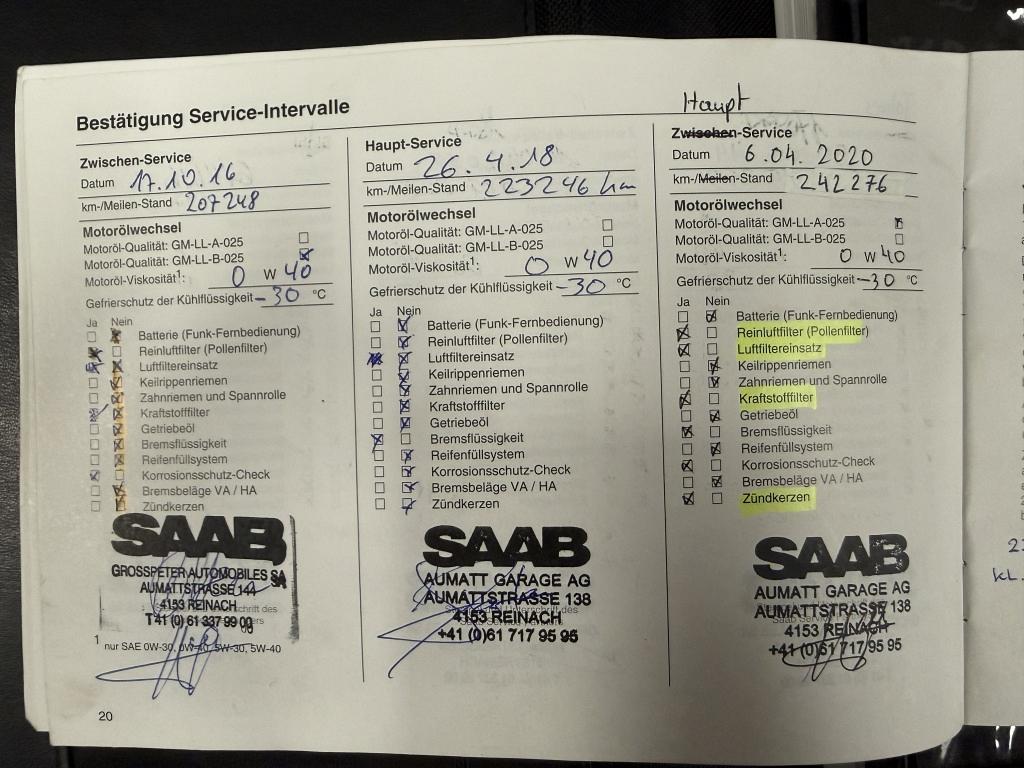 Bestätigung Service-Intervalle
Zwischen-Service
Datum 17.10.16
km-/Meilen-Stand 207248
Motorölwechsel
Motoröl-Qualität: GM-LL-A-025
Motoröl-Qualität: GM-LL-B-025
Motoröl-Viskosität¹: 0 W 40
Gefrierschutz der Kühlflüssigkeit -30 °C
Ja Nein
Batterie (Funk-Fernbedienung)
Reinluftfilter (Pollenfilter)
Luftfiltereinsatz
Keilrippenriemen
Zahnriemen und Spannrolle
Kraftstofffilter
Getriebeöl
Bremsflüssigkeit
Reifenfüllsystem
Korrosionsschutz-Check
Bremsbeläge VA / HA
Zündkerzen
SAAB
GROSSPETER AUTOMOBILES SA
AUMATTSTRASSE 144
4153 REINACH
T 41 (0) 61 337 99 00
1
nur SAE 0W-30, 0W-40, 5W-30, 5W-40
20
Haupt-Service
Datum 26.4.18
km-/Meilen-Stand 223246 km
Motorölwechsel
Motoröl-Qualität: GM-LL-A-025
Motoröl-Qualität: GM-LL-B-025
Motoröl-Viskosität¹: 0 W 40
Gefrierschutz der Kühlflüssigkeit -30 °C
Ja Nein
Batterie (Funk-Fernbedienung)
Reinluftfilter (Pollenfilter)
Luftfiltereinsatz
Keilrippenriemen
Zahnriemen und Spannrolle
Kraftstofffilter
Getriebeöl
Bremsflüssigkeit
Reifenfüllsystem
Korrosionsschutz-Check
Bremsbeläge VA / HA
Zündkerzen
SAAB
AUMATT GARAGE AG
AUMATTSTRASSE 138
4153 REINACH
+41 (0)61 717 95 95
Haupt
Zwischen-Service
Datum 6.04.2020
km-/Meilen-Stand 242276
Motorölwechsel
Motoröl-Qualität: GM-LL-A-025
Motoröl-Qualität: GM-LL-B-025
Motoröl-Viskosität¹: 0 W 40
Gefrierschutz der Kühlflüssigkeit -30 °C
Ja Nein
Batterie (Funk-Fernbedienung)
Reinluftfilter (Pollenfilter)
Luftfiltereinsatz
Keilrippenriemen
Zahnriemen und Spannrolle
Kraftstofffilter
Getriebeöl
Bremsflüssigkeit
Reifenfüllsystem
Korrosionsschutz-Check
Bremsbeläge VA / HA
Zündkerzen
SAAB
AUMATT GARAGE AG
AUMATTSTRASSE 138
4153 REINACH
+41 (0)61 717 95 95